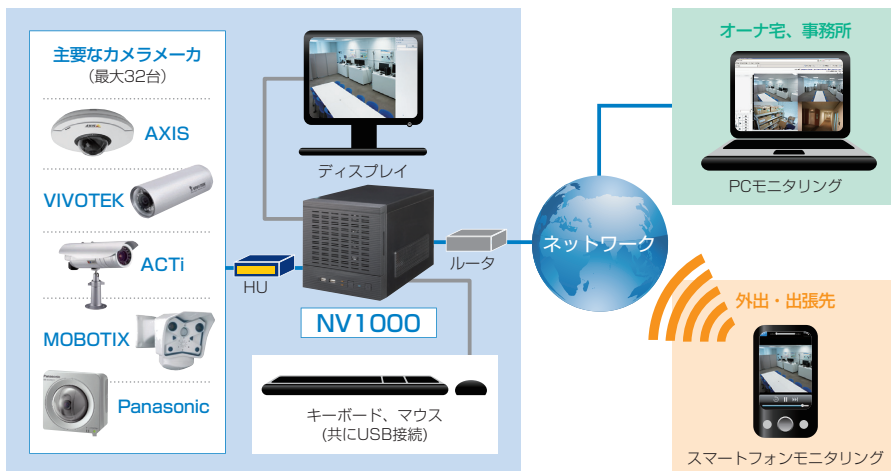 主要なカメラメーカ
（最大32台）
AXIS
VIVOTEK
ACTi
MOBOTIX
Panasonic
ディスプレイ
HU
NV1000
ルータ
キーボード、マウス
(共にUSB接続)
ネットワーク
オーナ宅、事務所
PCモニタリング
外出・出張先
スマートフォンモニタリング